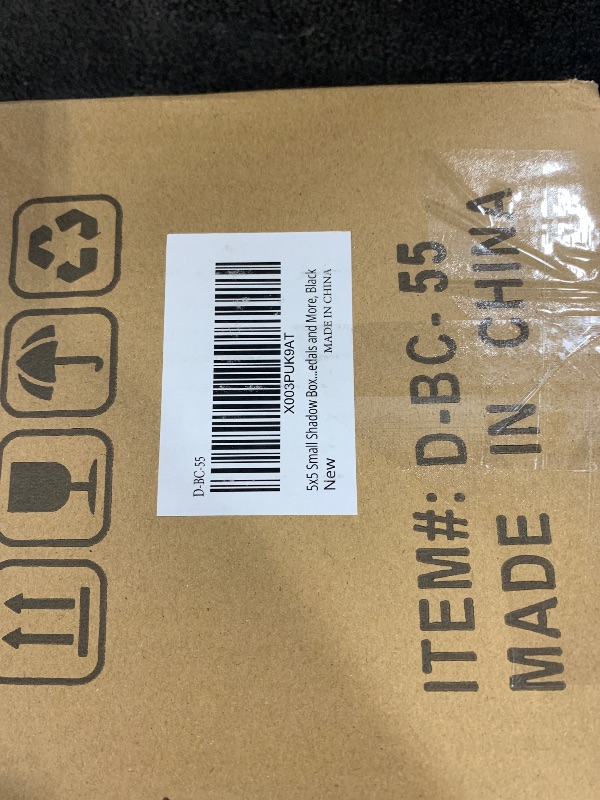 D-BC-55
X003PUK9AT
5x5 Small Shadow Box...edals and More, Black
New
MADE IN CHINA
ITEM#: D-BC- 55
MADE IN CHINA